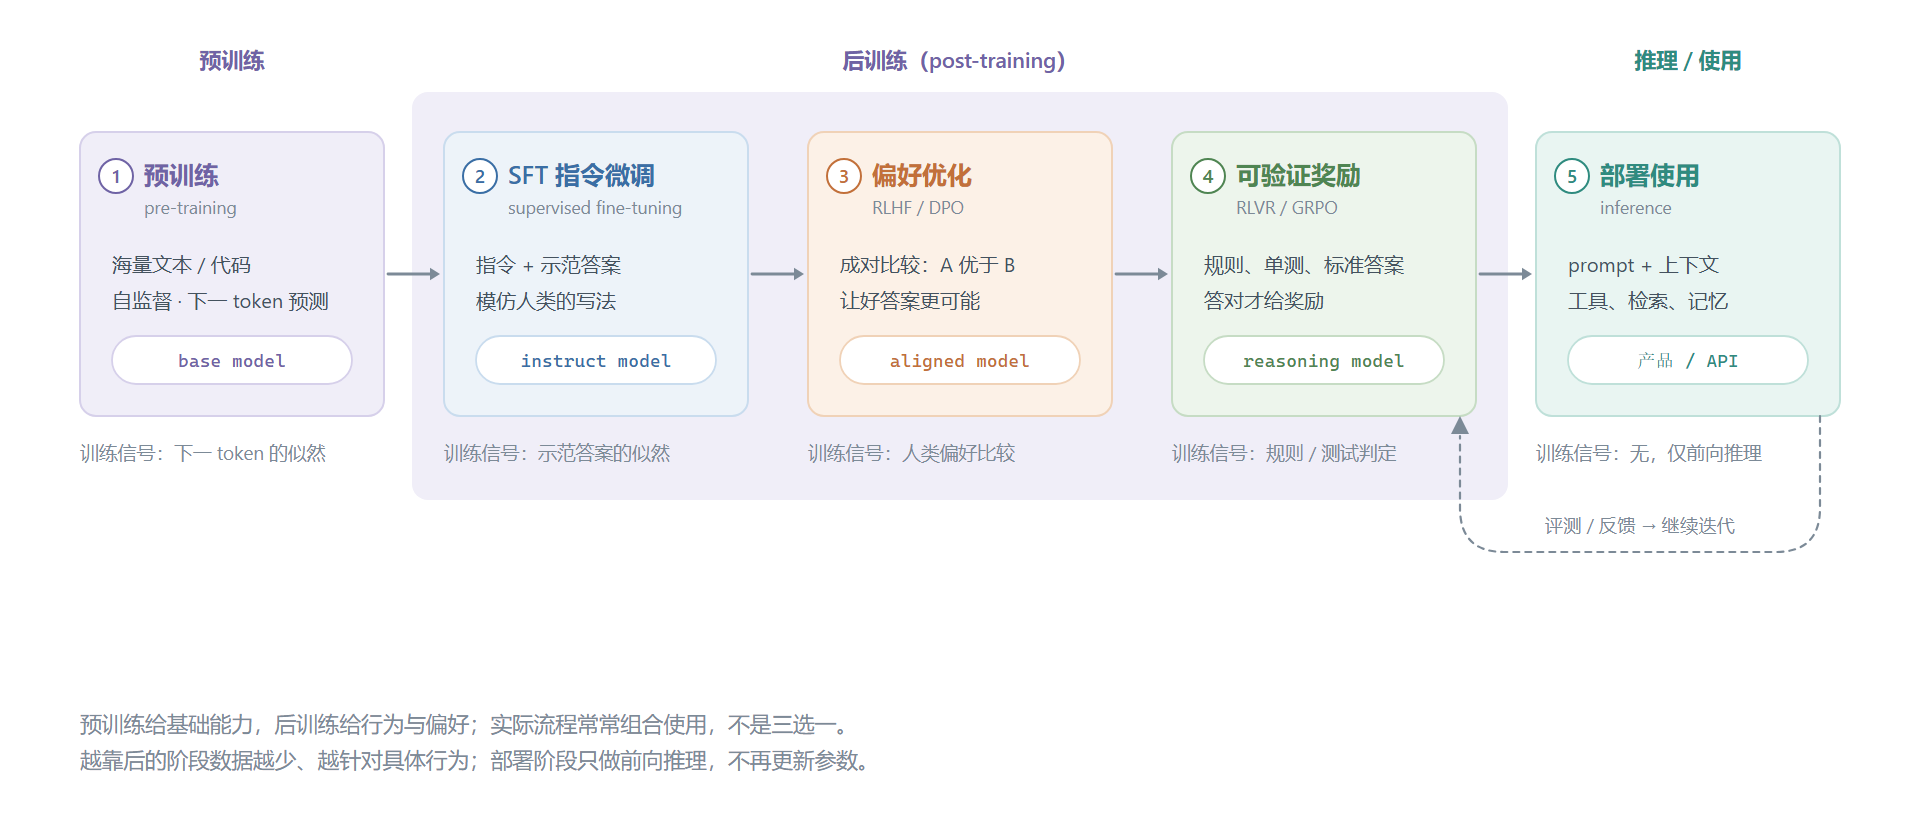 预训练
后训练（post-training）
推理 / 使用
1 预训练
pre-training
海量文本 / 代码
自监督 · 下一 token 预测
base model
训练信号：下一 token 的似然
2 SFT 指令微调
supervised fine-tuning
指令 + 示范答案
模仿人类的写法
instruct model
训练信号：示范答案的似然
3 偏好优化
RLHF / DPO
成对比较：A 优于 B
让好答案更可能
aligned model
训练信号：人类偏好比较
4 可验证奖励
RLVR / GRPO
规则、单测、标准答案
答对才给奖励
reasoning model
训练信号：规则 / 测试判定
5 部署使用
inference
prompt + 上下文
工具、检索、记忆
产品 / API
训练信号：无，仅前向推理
评测 / 反馈 → 继续迭代
预训练给基础能力，后训练给行为与偏好；实际流程常常组合使用，不是三选一。
越靠后的阶段数据越少、越针对具体行为；部署阶段只做前向推理，不再更新参数。